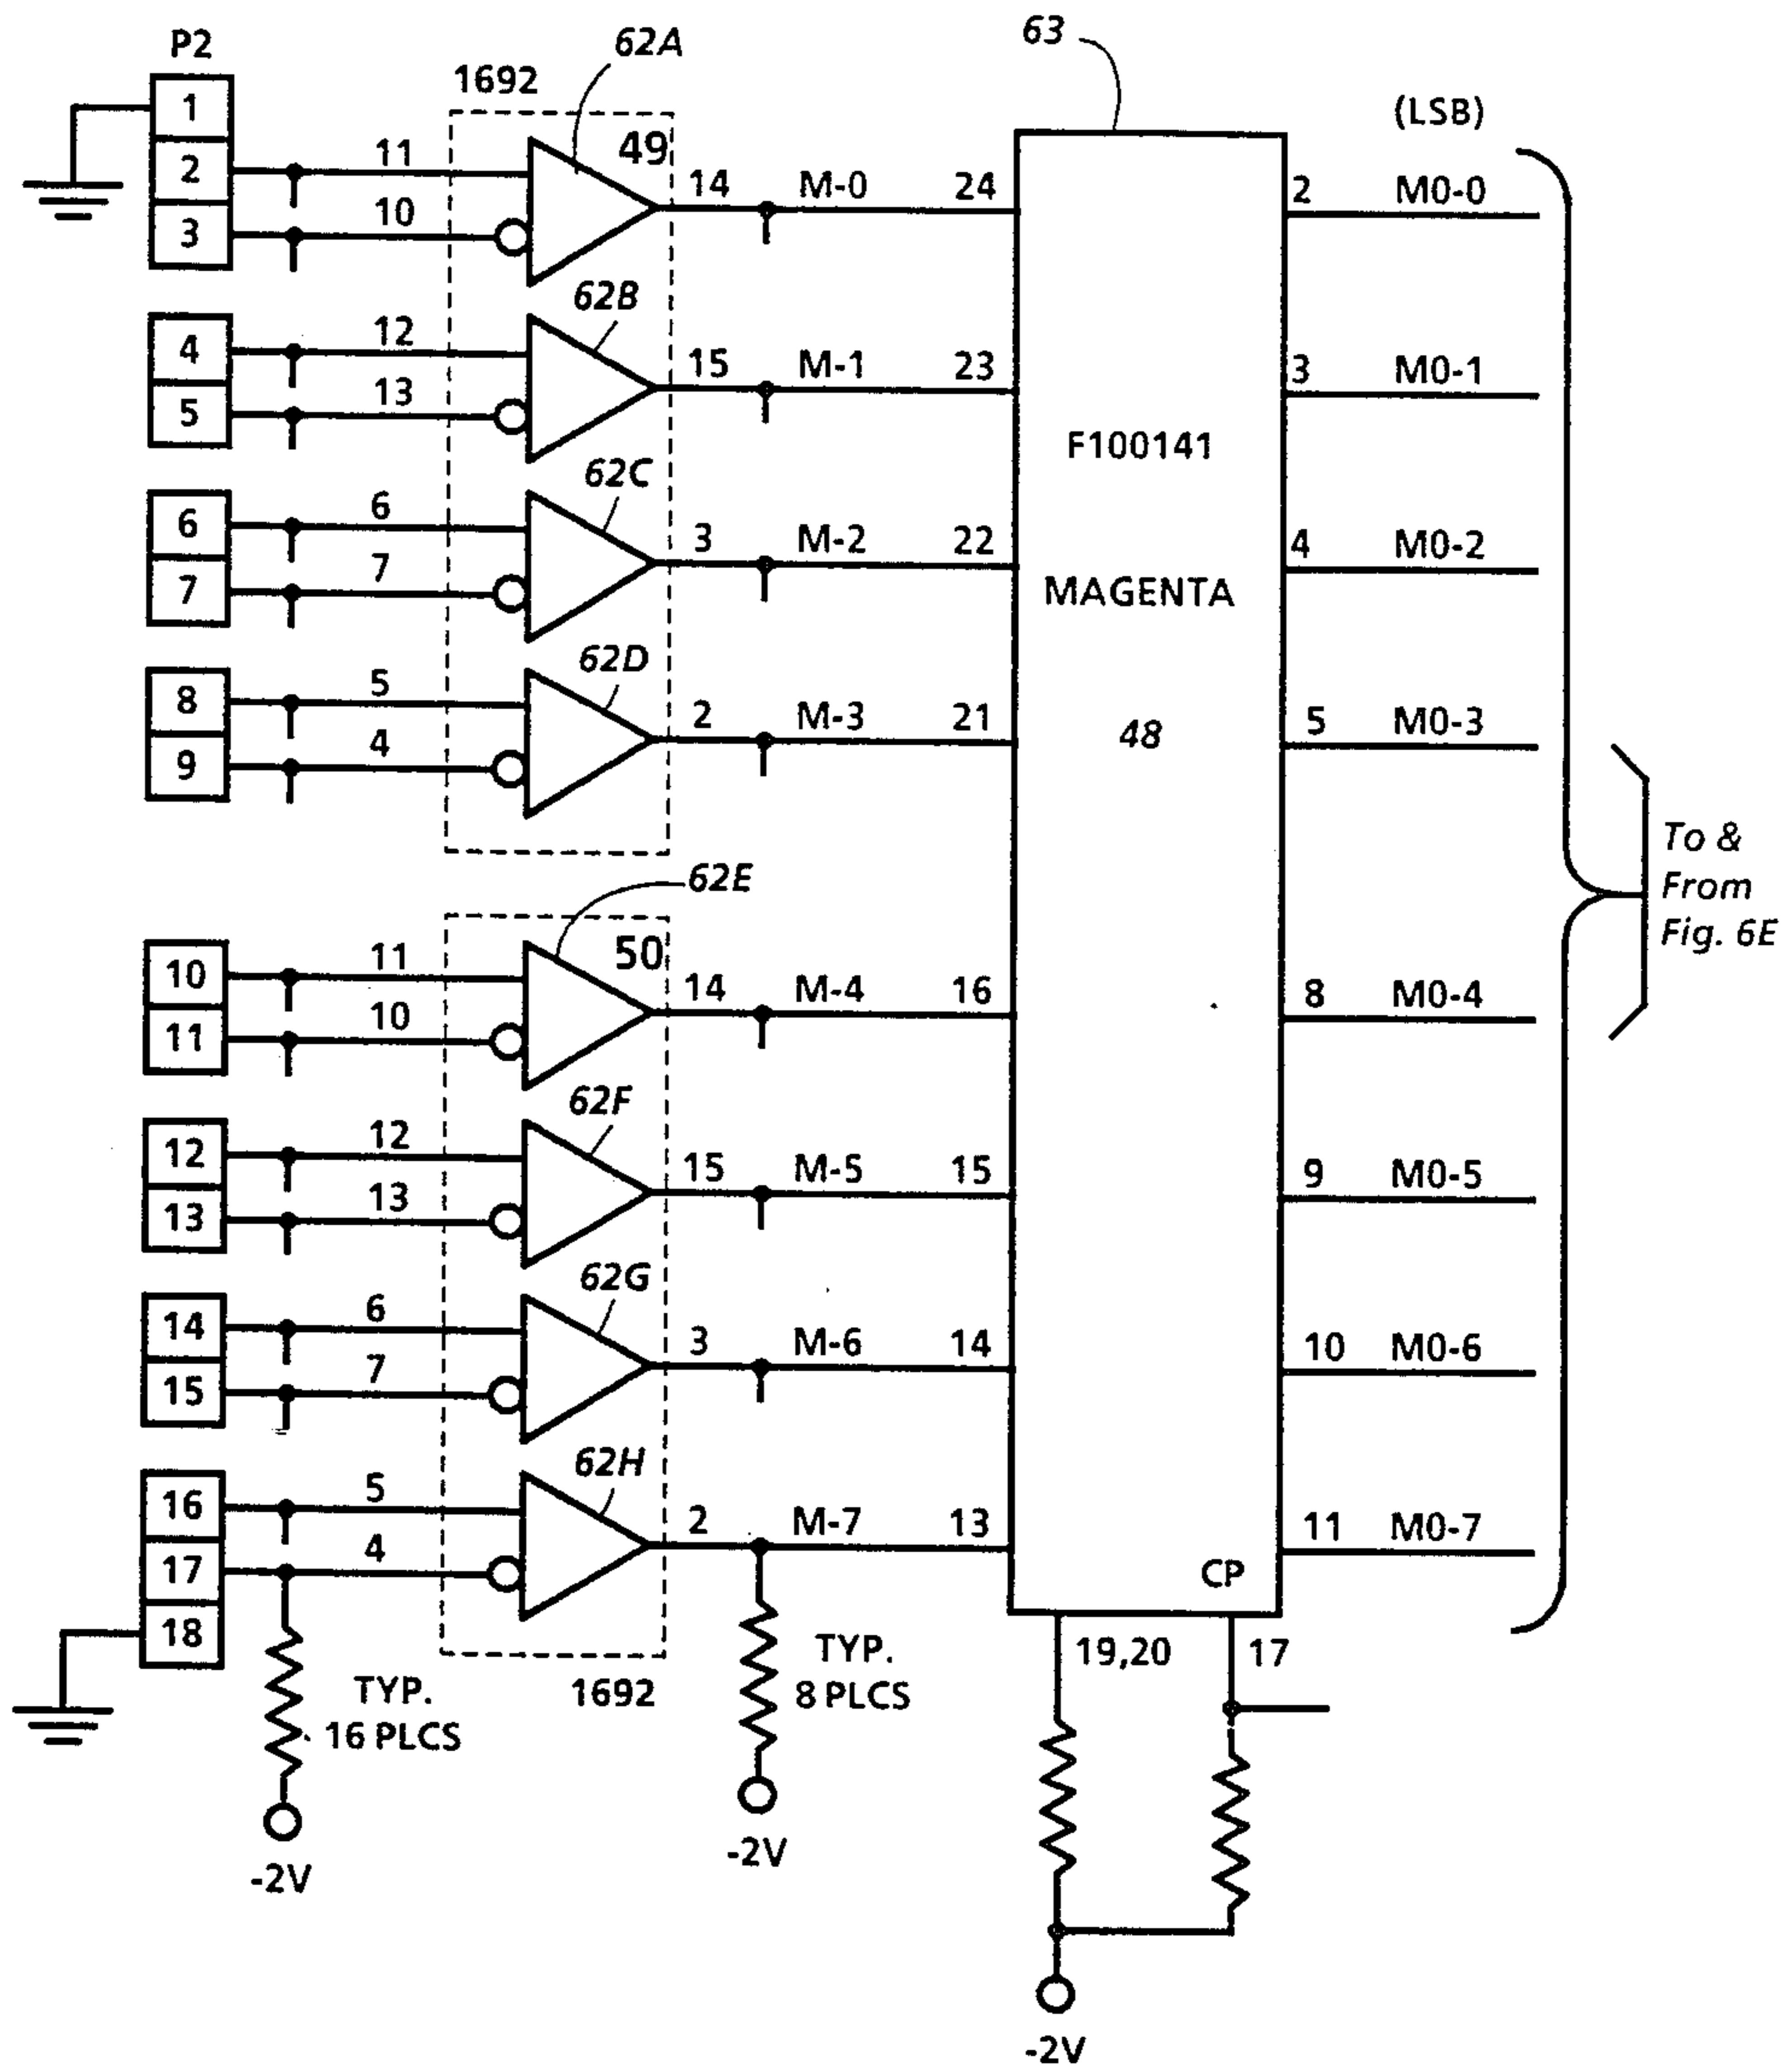 P2
62A
63
1692
(LSB)
1
2
3
11
10
49
14 M-0 24
2 M0-0
62B
4
5
12
13
15 M-1 23
3 M0-1
F100141
62C
6
7
6
7
3 M-2 22
4 M0-2
MAGENTA
62D
8
9
5
4
2 M-3 21
48
5 M0-3
To &
From
Fig. 6E
62E
10
11
11
10
50
14 M-4 16
8 M0-4
62F
12
13
12
13
15 M-5 15
9 M0-5
62G
14
15
6
7
3 M-6 14
10 M0-6
62H
16
17
18
5
4
2 M-7 13
11 M0-7
CP
19,20
17
1692
TYP.
16 PLCS
TYP.
8 PLCS
-2V
-2V
-2V